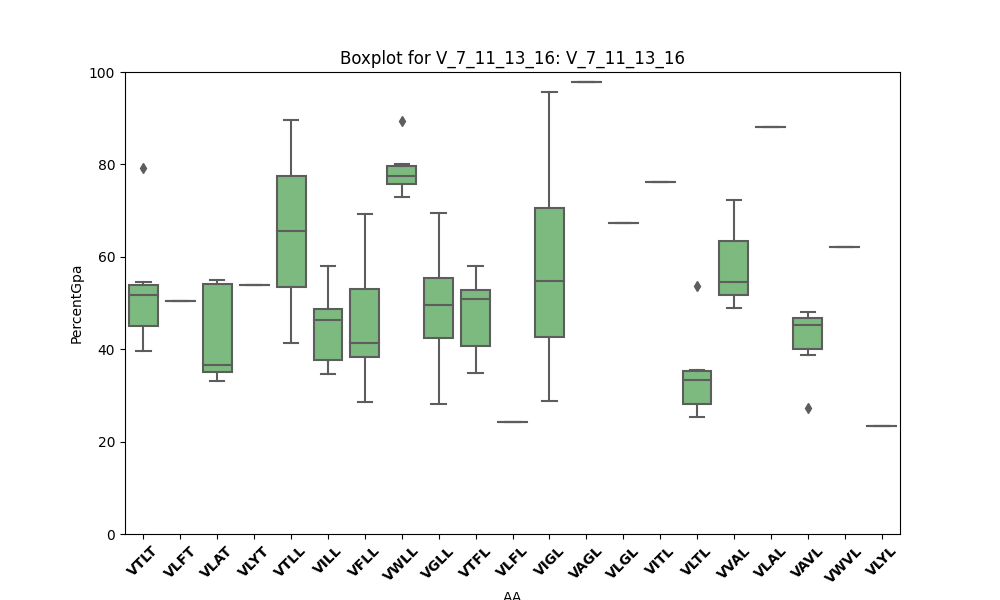 Boxplot for V_7_11_13_16: V_7_11_13_16
PercentGpa
100
80
60
40
20
0
VTLT VLFT VLAT VLYT VTLL VILL VFLL VWLL VGLL VTFL VLFL VIGL VAGL VLGL VITL VLTL VVAL VLAL VAVL VWVL VLYL
AA